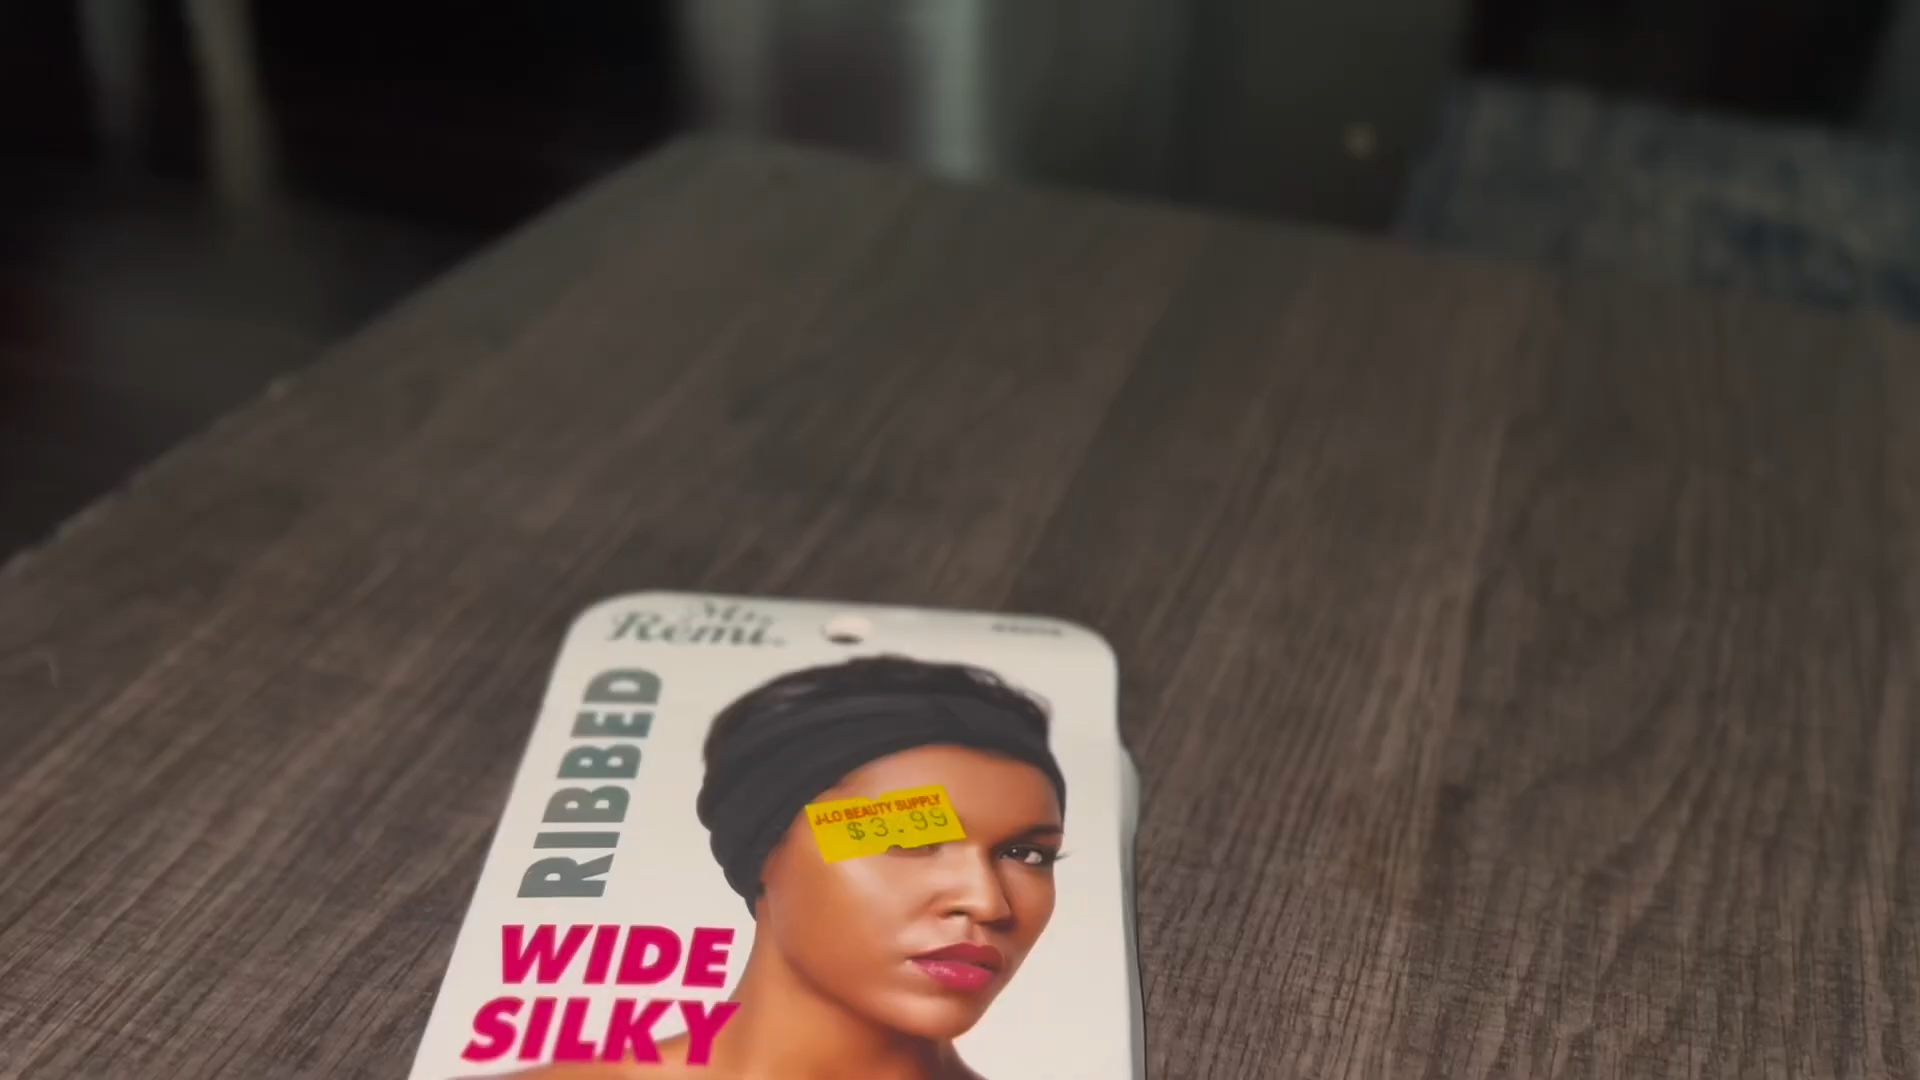 Ms. Remi
RIBBED
J-LO BEAUTY SUPPLY
$3.99
WIDE
SILKY